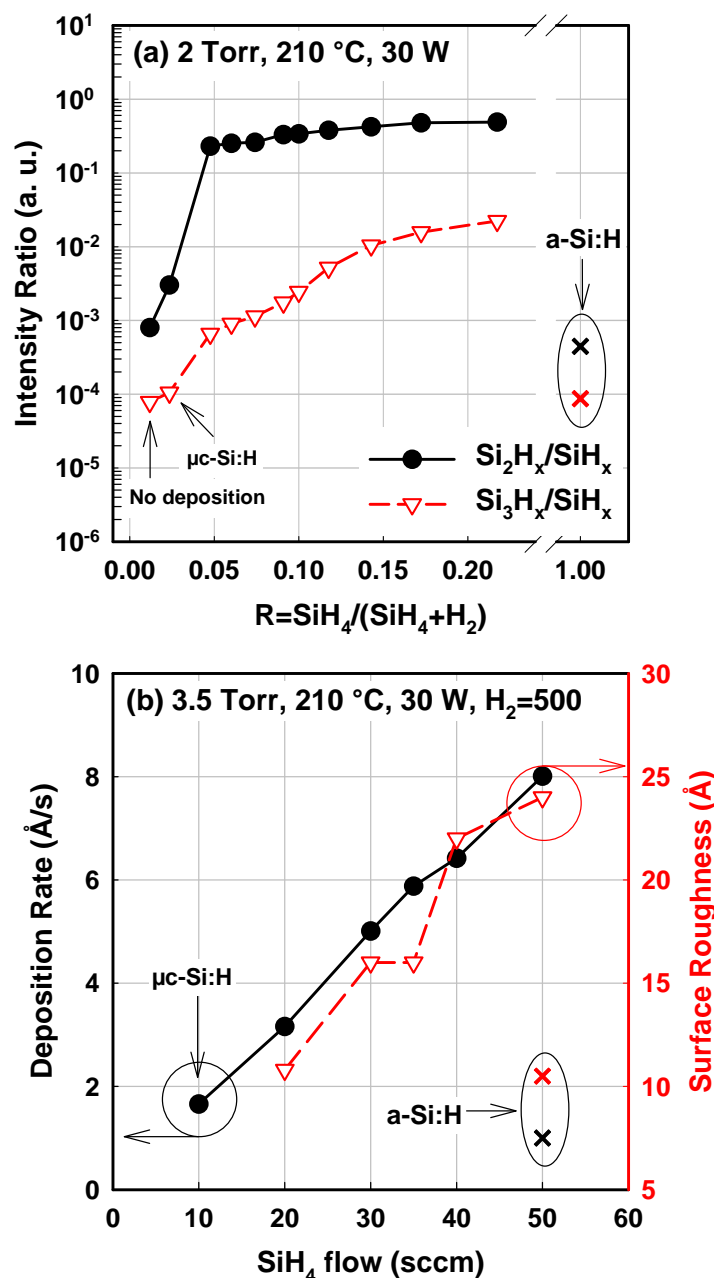 (a) 2 Torr, 210 °C, 30 W
Intensity Ratio (a. u.)
10¹
10⁰
10⁻¹
10⁻²
10⁻³
10⁻⁴
10⁻⁵
10⁻⁶
a-Si:H
µc-Si:H
No deposition
Si₂Hₓ/SiHₓ
Si₃Hₓ/SiHₓ
0.00 0.05 0.10 0.15 0.20 1.00
R=SiH₄/(SiH₄+H₂)
(b) 3.5 Torr, 210 °C, 30 W, H₂=500
Deposition Rate (Å/s)
10
8
6
4
2
0
µc-Si:H
a-Si:H
30
25
20
15
10
5
Surface Roughness (Å)
0 10 20 30 40 50 60
SiH₄ flow (sccm)